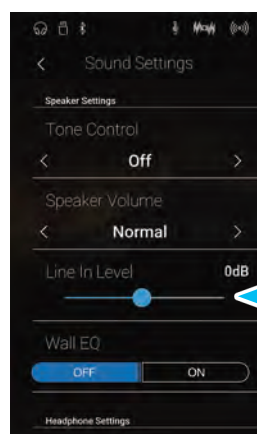 Sound Settings
Speaker Settings
Tone Control
Off
Speaker Volume
Normal
Line In Level 0dB
Wall EQ
OFF ON
Headphone Settings